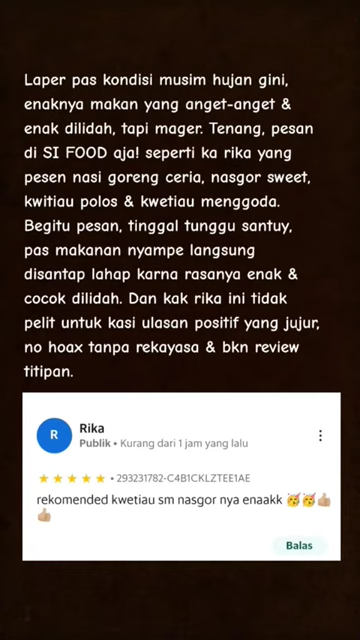 Laper pas kondisi musim hujan gini,
enaknya makan yang anget-anget &
enak dilidah, tapi mager. Tenang, pesan
di SI FOOD aja! seperti ka rika yang
pesen nasi goreng ceria, nasgor sweet,
kwitiau polos & kwetiau menggoda.
Begitu pesan, tinggal tunggu santuy,
pas makanan nyampe langsung
disantap lahap karna rasanya enak &
cocok dilidah. Dan kak rika ini tidak
pelit untuk kasi ulasan positif yang jujur,
no hoax tanpa rekayasa & bkn review
titipan.
R
Rika
Publik • Kurang dari 1 jam yang lalu
★★★★★ • 293231782-C4B1CKLZTEE1AE
rekomended kwetiau sm nasgor nya enaakk 🥳🥳👍🏼
👍🏼
Balas